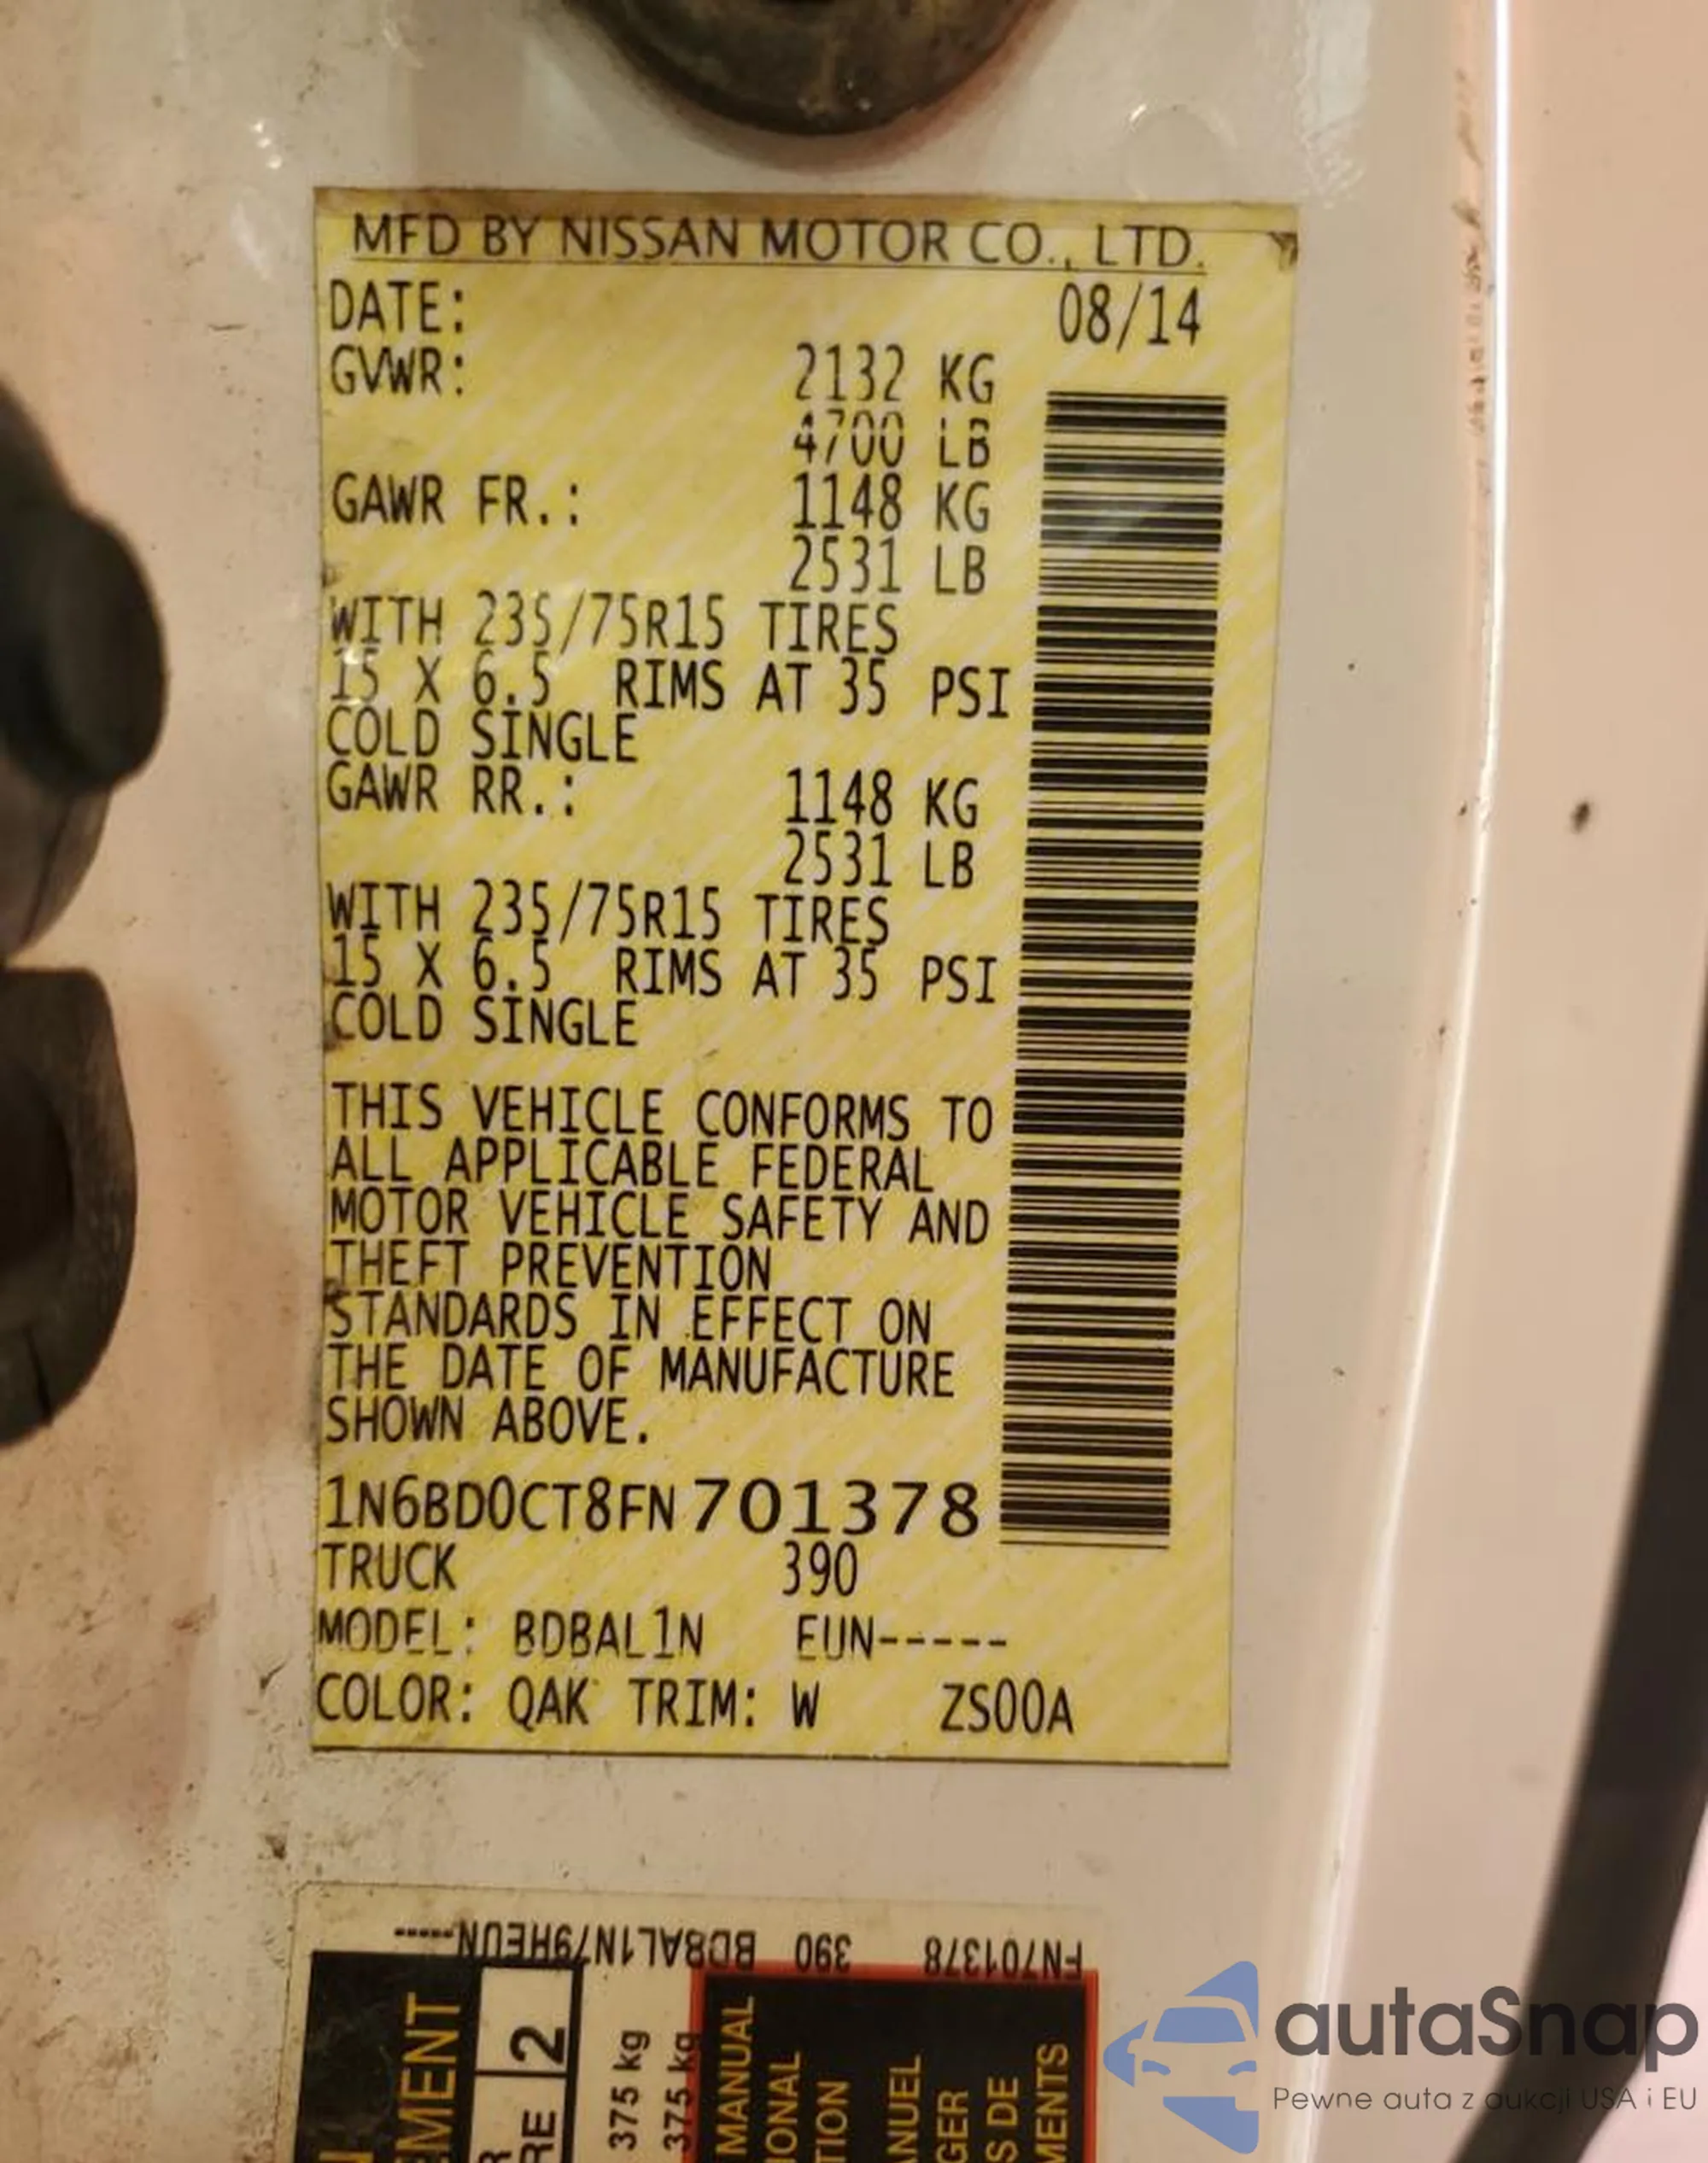 MFD BY NISSAN MOTOR CO., LTD.
DATE: 08/14
GVWR: 2132 KG
4700 LB
GAWR FR.: 1148 KG
2531 LB
WITH 235/75R15 TIRES
15 X 6.5 RIMS AT 35 PSI
COLD SINGLE
GAWR RR.: 1148 KG
2531 LB
WITH 235/75R15 TIRES
15 X 6.5 RIMS AT 35 PSI
COLD SINGLE
THIS VEHICLE CONFORMS TO
ALL APPLICABLE FEDERAL
MOTOR VEHICLE SAFETY AND
THEFT PREVENTION
STANDARDS IN EFFECT ON
THE DATE OF MANUFACTURE
SHOWN ABOVE.
1N6BD0CT8FN701378
TRUCK 390
MODEL: BDBAL1N EUN-----
COLOR: QAK TRIM: W ZS00A
FN701378 390 BDBAL1N79HEUN-----
2
375 kg
375 kg
MANUAL
autaSnap
Pewne auta z aukcji USA i EU